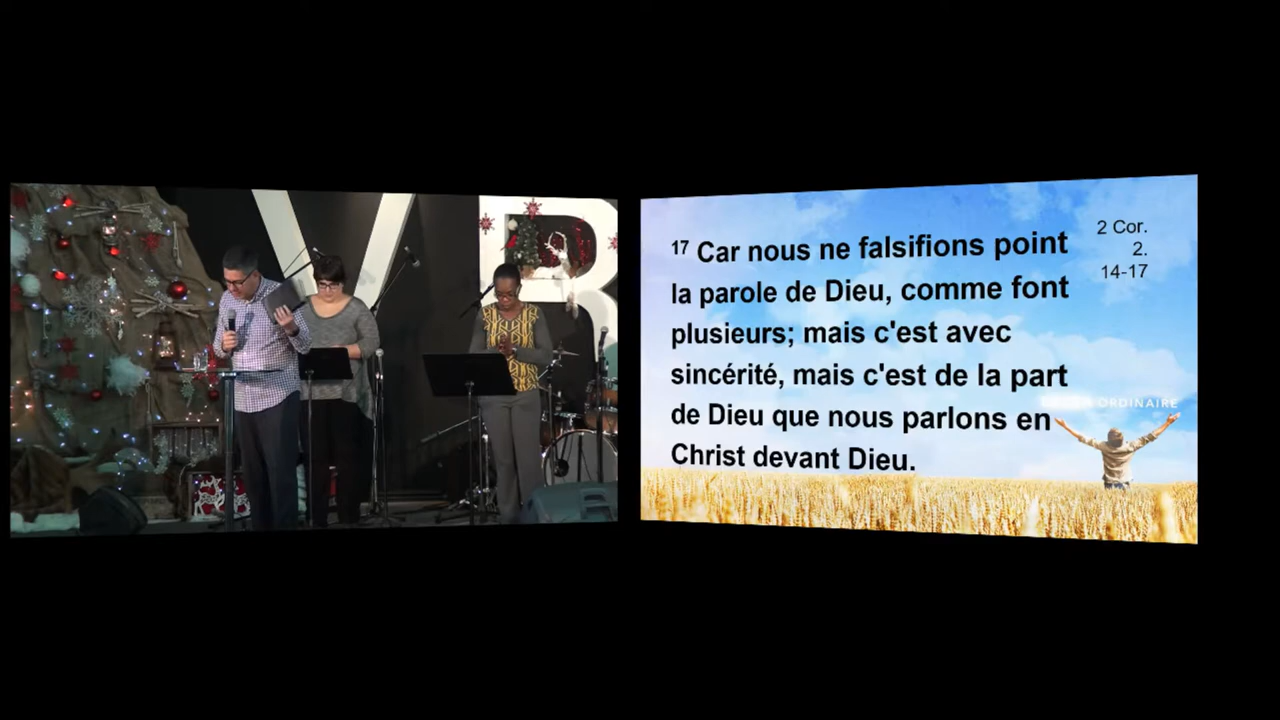 VB
17 Car nous ne falsifions point
la parole de Dieu, comme font
plusieurs; mais c'est avec
sincérité, mais c'est de la part
de Dieu que nous parlons en
Christ devant Dieu.
2 Cor.
2.
14-17
ORDINAIRE